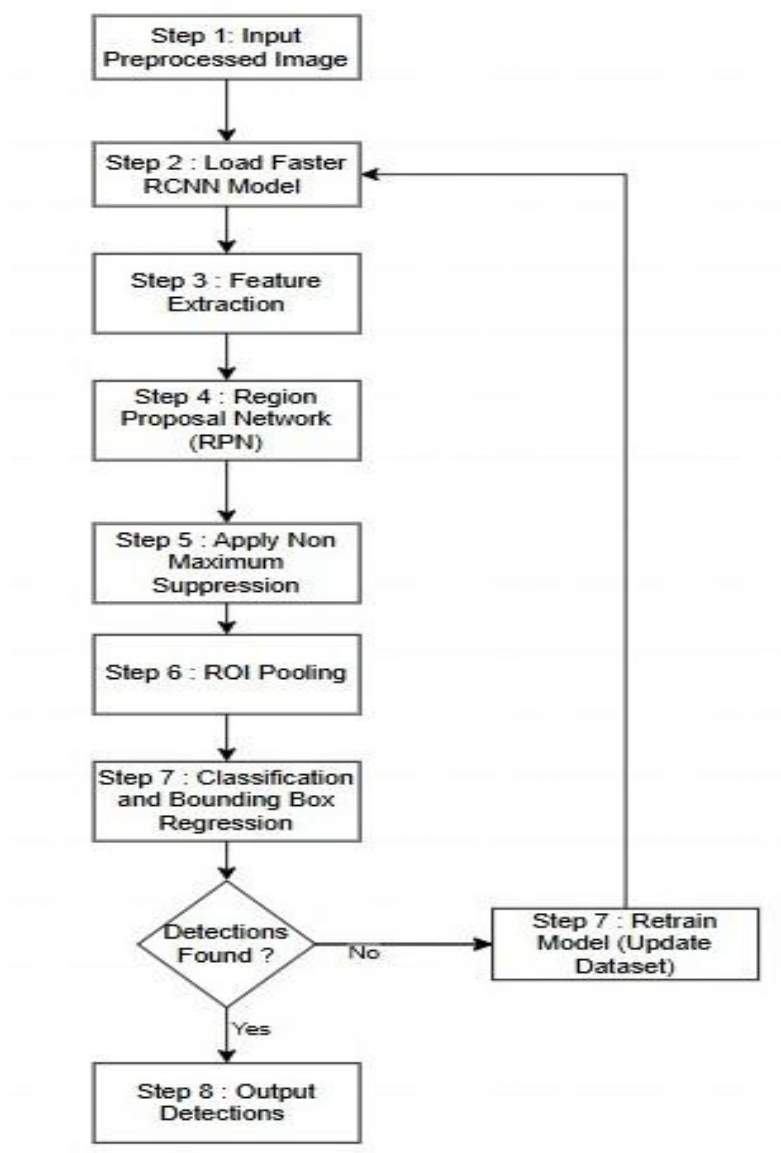 Step 1: Input
Preprocessed Image
Step 2 : Load Faster
RCNN Model
Step 3 : Feature
Extraction
Step 4 : Region
Proposal Network
(RPN)
Step 5 : Apply Non
Maximum
Suppression
Step 6 : ROI Pooling
Step 7 : Classification
and Bounding Box
Regression
Detections
Found ?
No
Step 7 : Retrain
Model (Update
Dataset)
Yes
Step 8 : Output
Detections